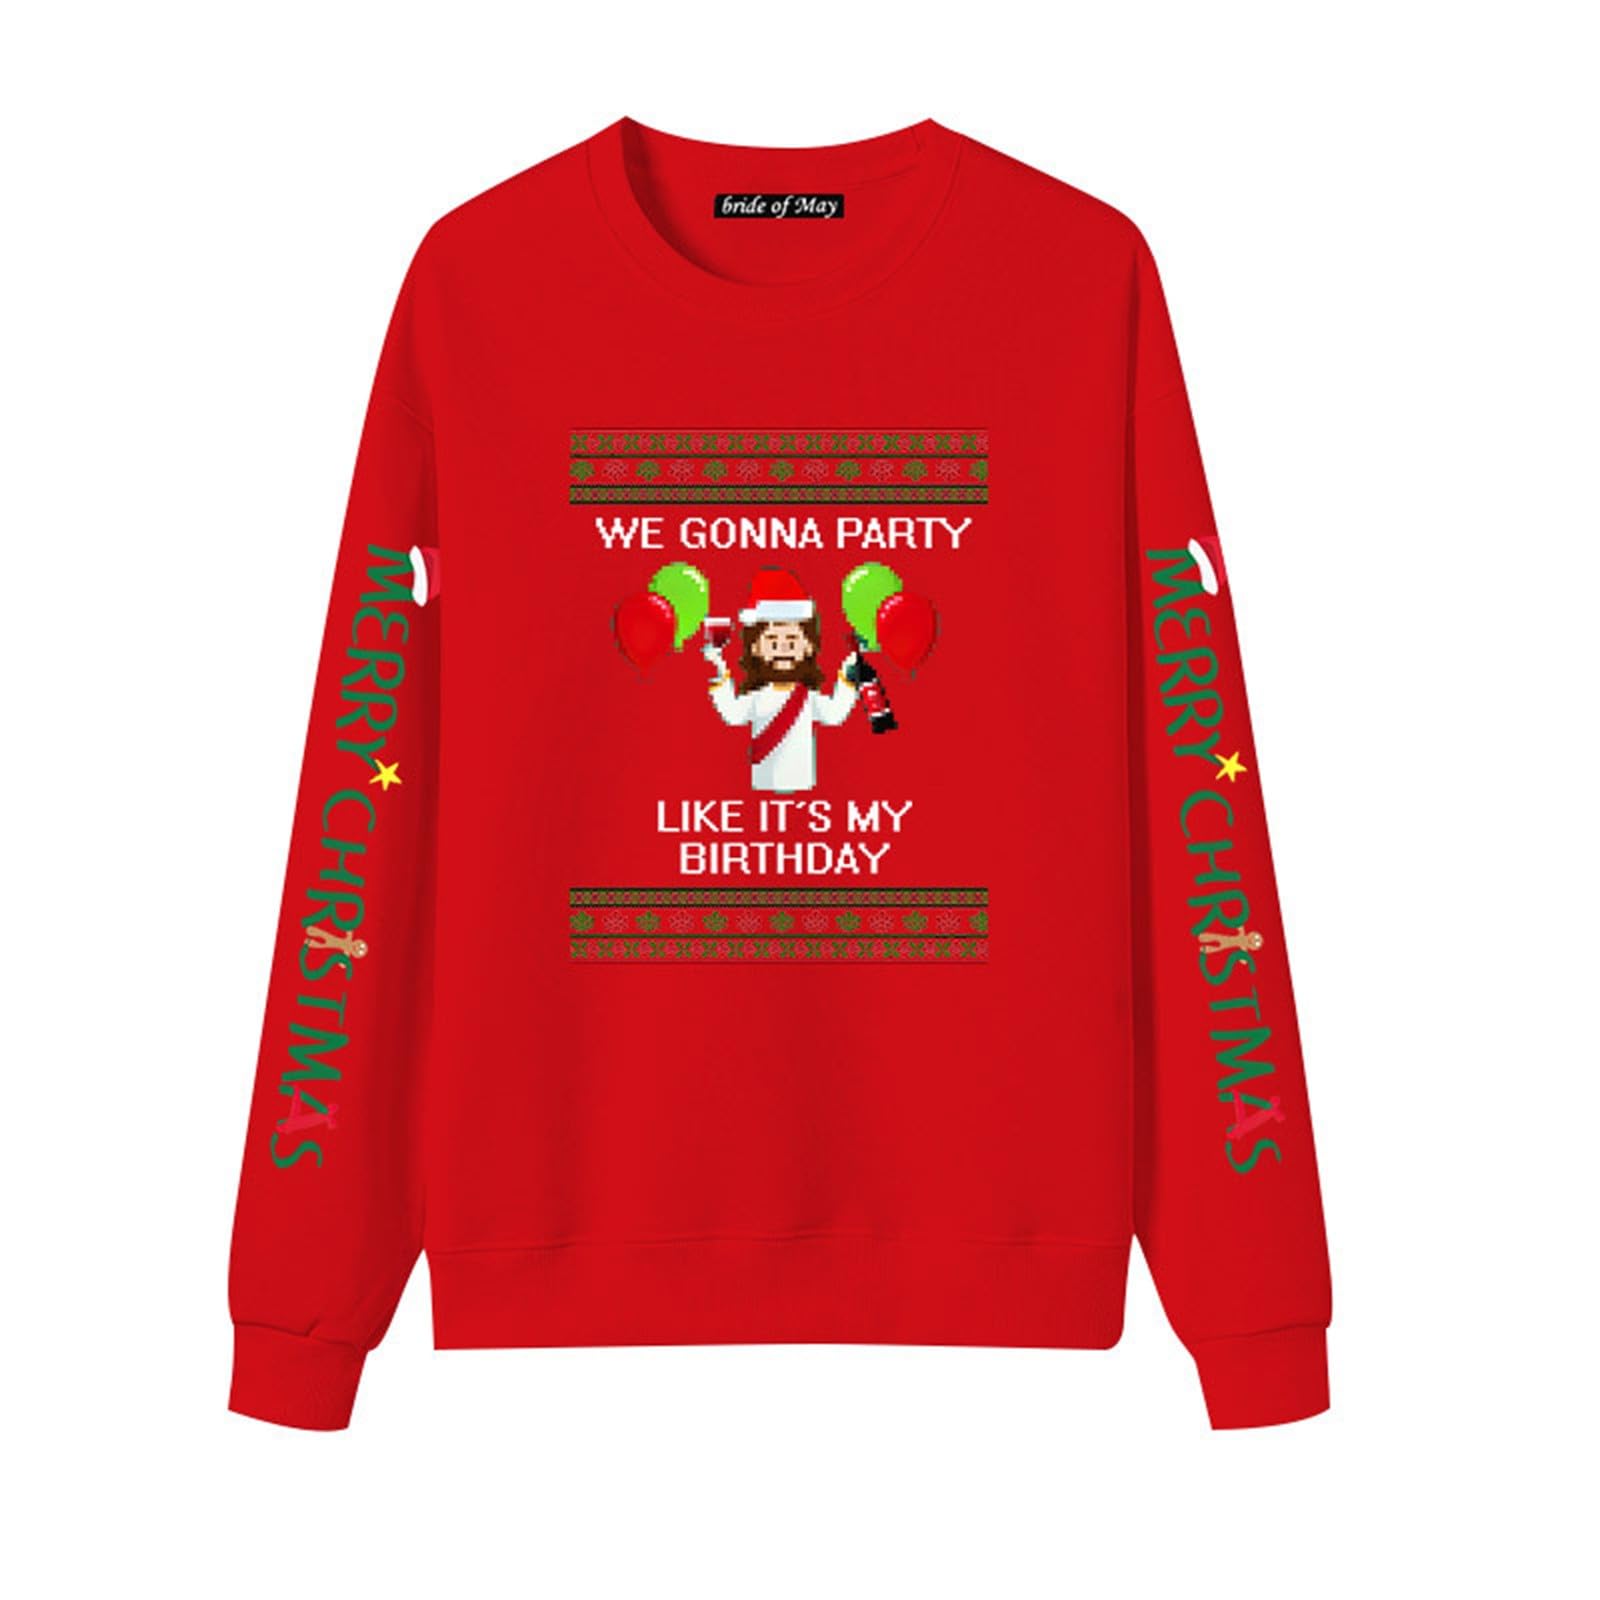 bride of May
WE GONNA PARTY
LIKE IT'S MY
BIRTHDAY
MERRY CHRISTMAS
MERRY CHRISTMAS